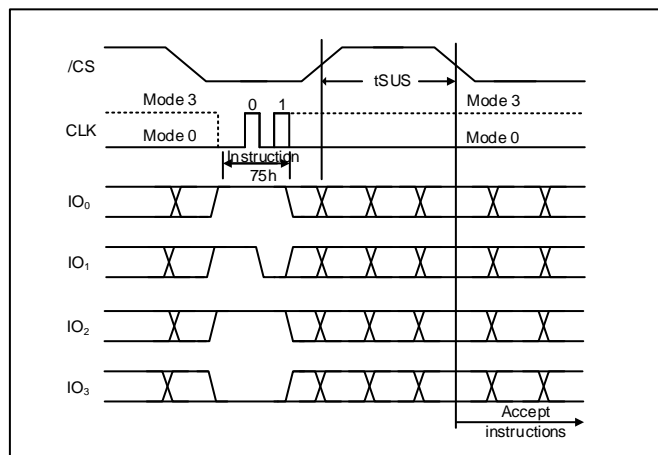 /CS
tSUS
Mode 3 0 1 Mode 3
CLK
Mode 0 Mode 0
Instruction
75h
IO₀
IO₁
IO₂
IO₃
Accept
instructions